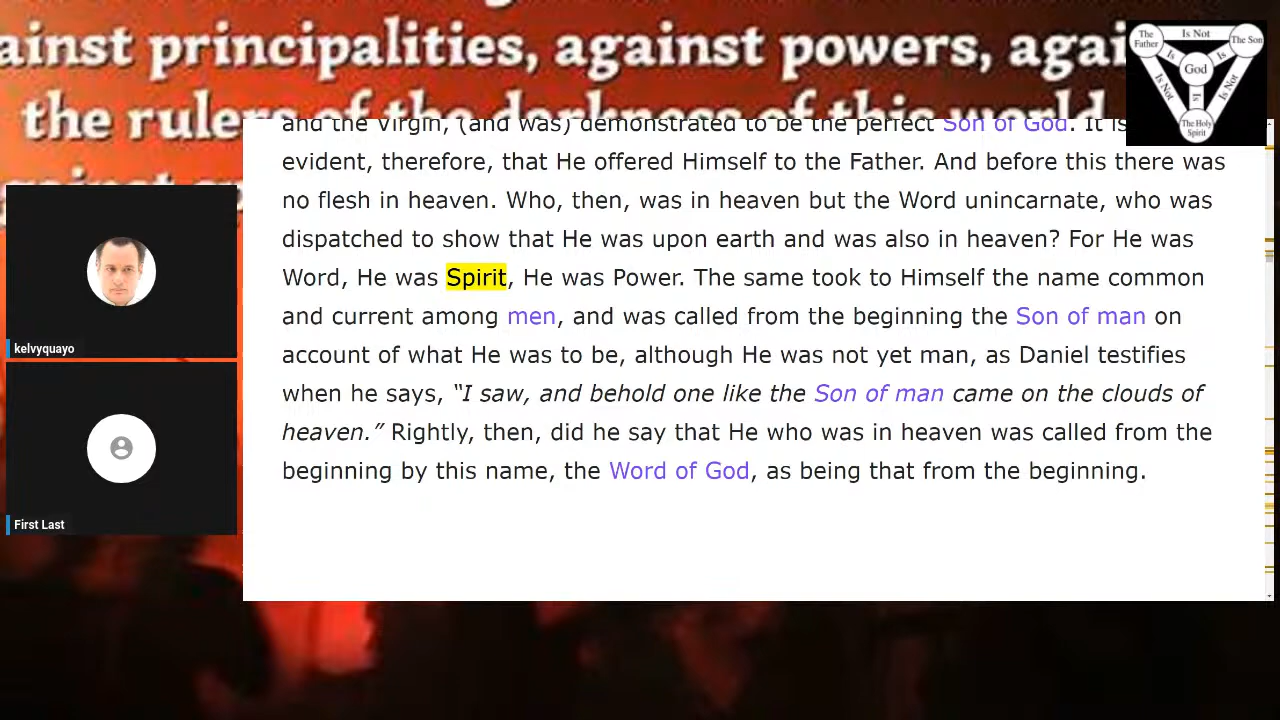 ainst principalities, against powers, agai
the rulers of the darkness of this world
and the Virgin, (and was) demonstrated to be the perfect Son of God. It is
evident, therefore, that He offered Himself to the Father. And before this there was
no flesh in heaven. Who, then, was in heaven but the Word unincarnate, who was
dispatched to show that He was upon earth and was also in heaven? For He was
Word, He was Spirit, He was Power. The same took to Himself the name common
and current among men, and was called from the beginning the Son of man on
account of what He was to be, although He was not yet man, as Daniel testifies
when he says, “I saw, and behold one like the Son of man came on the clouds of
heaven.” Rightly, then, did he say that He who was in heaven was called from the
beginning by this name, the Word of God, as being that from the beginning.
The Father
Is Not
The Son
Is
Is
God
Is Not
Is
Is Not
The Holy
Spirit
kelvyquayo
First Last